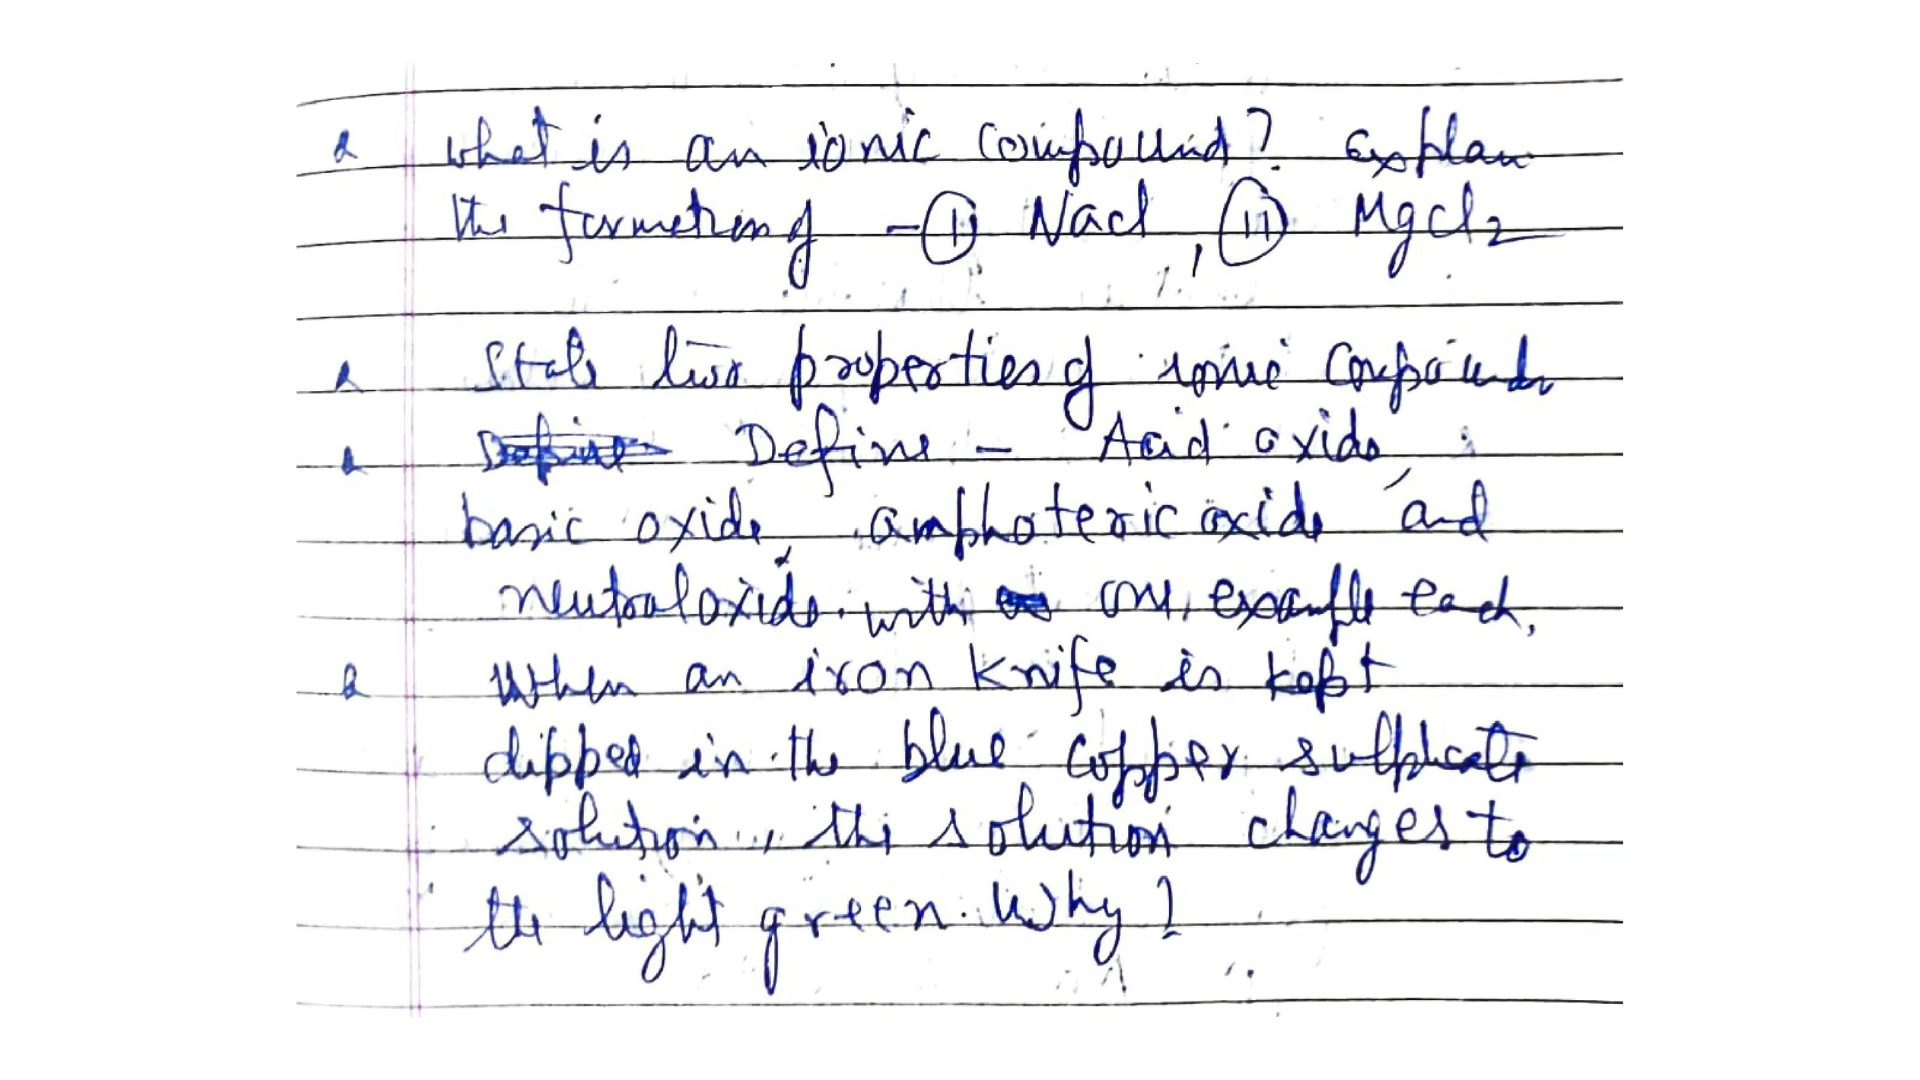 Q what is an ionic compound? Explain
the formation of - (i) Nacl, (ii) Mgcl2
Q State two properties of ionic compounds
Q Define Define - Acid oxide,
basic oxide, amphoteric oxide and
neutral oxide. with one, example each.
Q When an iron knife is kept
dipped in the blue copper sulphate
solution, the solution changes to
the light green. Why?